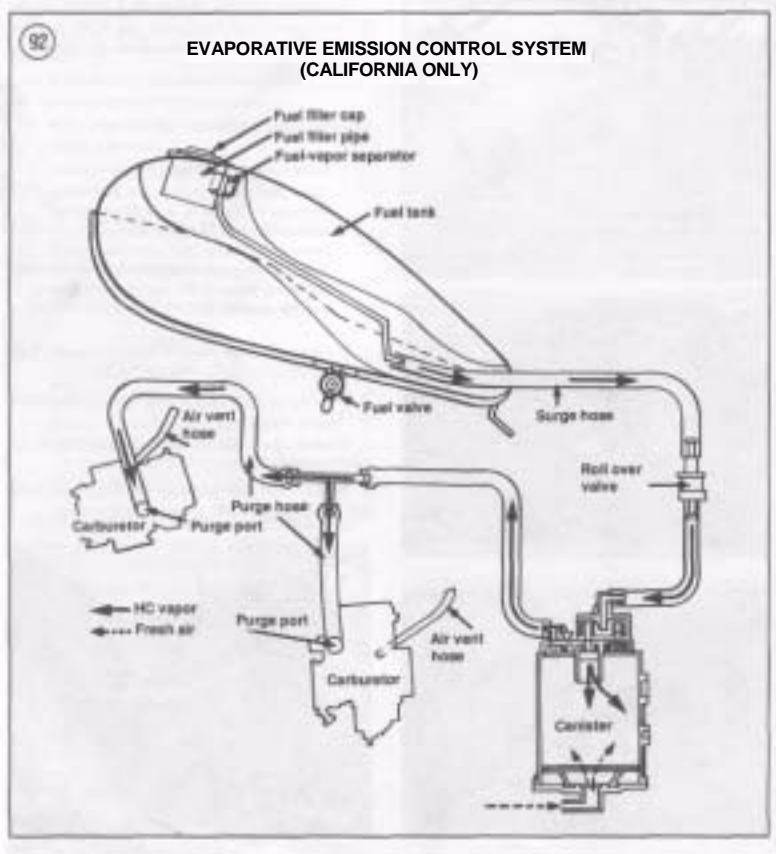 92
EVAPORATIVE EMISSION CONTROL SYSTEM
(CALIFORNIA ONLY)
Fuel filler cap
Fuel filler pipe
Fuel-vapor separator
Fuel tank
Fuel valve
Surge hose
Air vent
hose
Roll over
valve
Purge hose
Carburetor
Purge port
HC vapor
Fresh air
Purge port
Air vent
hose
Carburetor
Canister